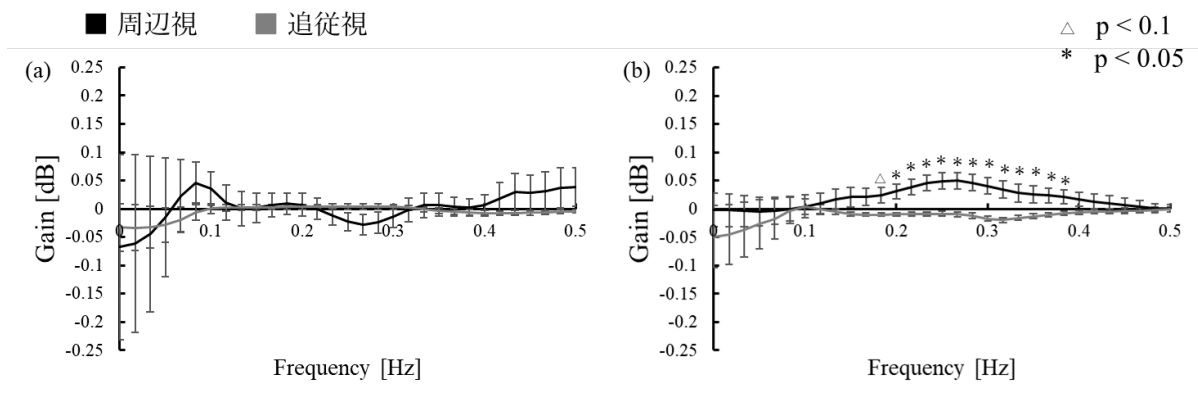 ■ 周辺視 ■ 追従視
△ p < 0.1
* p < 0.05
(a)
0.25
0.2
0.15
0.1
0.05
0
-0.05
-0.1
-0.15
-0.2
-0.25
Gain [dB]
0 0.1 0.2 0.3 0.4 0.5
Frequency [Hz]
(b)
0.25
0.2
0.15
0.1
0.05
0
-0.05
-0.1
-0.15
-0.2
-0.25
Gain [dB]
△ * * * * * * * * * * * *
0 0.1 0.2 0.3 0.4 0.5
Frequency [Hz]